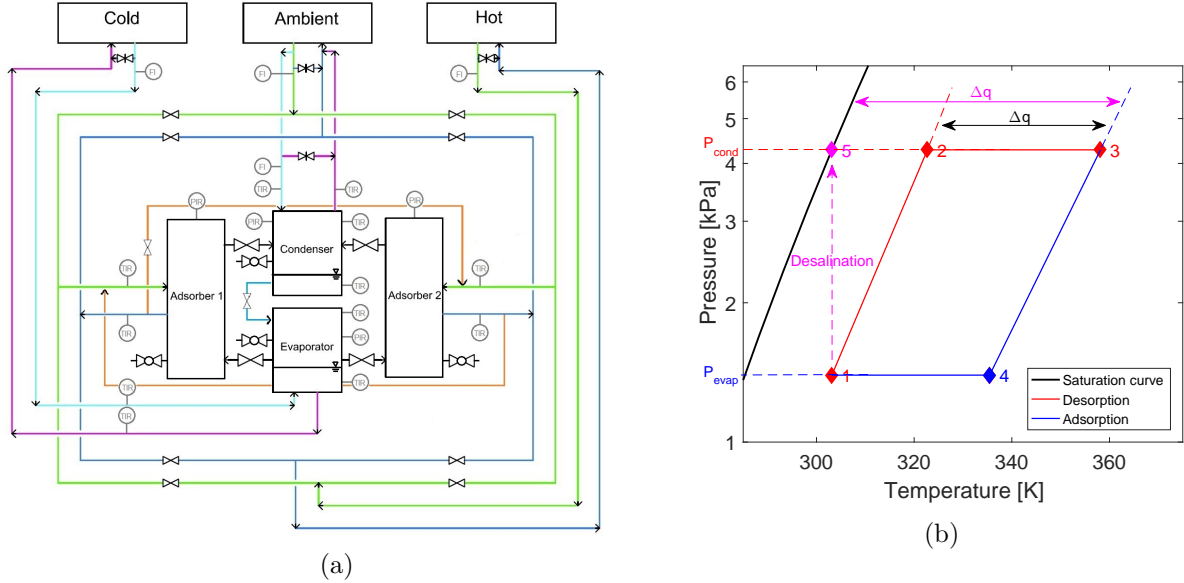 Cold
Ambient
Hot
FI
FI
FI
FI
TIR
TIR
PIR
PIR
PIR
TIR
Condenser
TIR
TIR
TIR
Adsorber 1
Adsorber 2
TIR
TIR
TIR
Evaporator
PIR
TIR
TIR
TIR
(a)
Pressure [kPa]
6
5
4
3
2
1
P_cond
P_evap
Δq
Δq
5
2
3
Desalination
1
4
Saturation curve
Desorption
Adsorption
300
320
340
360
Temperature [K]
(b)